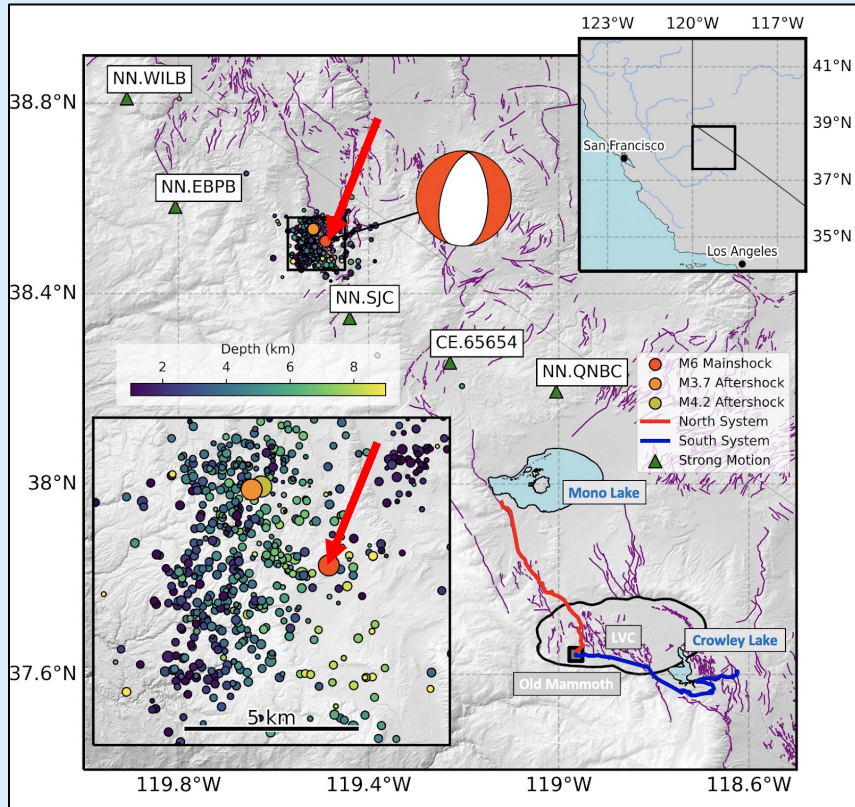 123°W 120°W 117°W
41°N
39°N
37°N
35°N
San Francisco
Los Angeles
NN.WILB
38.8°N
NN.EBPB
38.4°N
NN.SJC
CE.65654
NN.QNBC
Depth (km)
2 4 6 8
M6 Mainshock
M3.7 Aftershock
M4.2 Aftershock
North System
South System
Strong Motion
38°N
Mono Lake
LVC
Crowley Lake
Old Mammoth
37.6°N
5 km
119.8°W 119.4°W 119°W 118.6°W